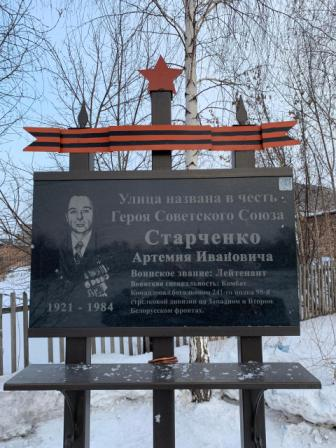 Улица названа в честь
Героя Советского Союза
Старченко
Артемия Ивановича
Воинское звание: Лейтенант
Воинская специальность: Комбат
Командовал батальоном 241-го полка 95-й
стрелковой дивизии на Западном и Втором
Белорусском фронтах.
1921 - 1984